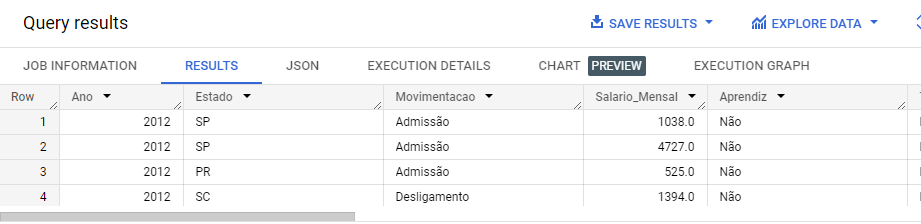 Query results
SAVE RESULTS
EXPLORE DATA
JOB INFORMATION RESULTS JSON EXECUTION DETAILS CHART PREVIEW EXECUTION GRAPH
Row Ano Estado Movimentacao Salario_Mensal Aprendiz
1 2012 SP Admissão 1038.0 Não
2 2012 SP Admissão 4727.0 Não
3 2012 PR Admissão 525.0 Não
4 2012 SC Desligamento 1394.0 Não